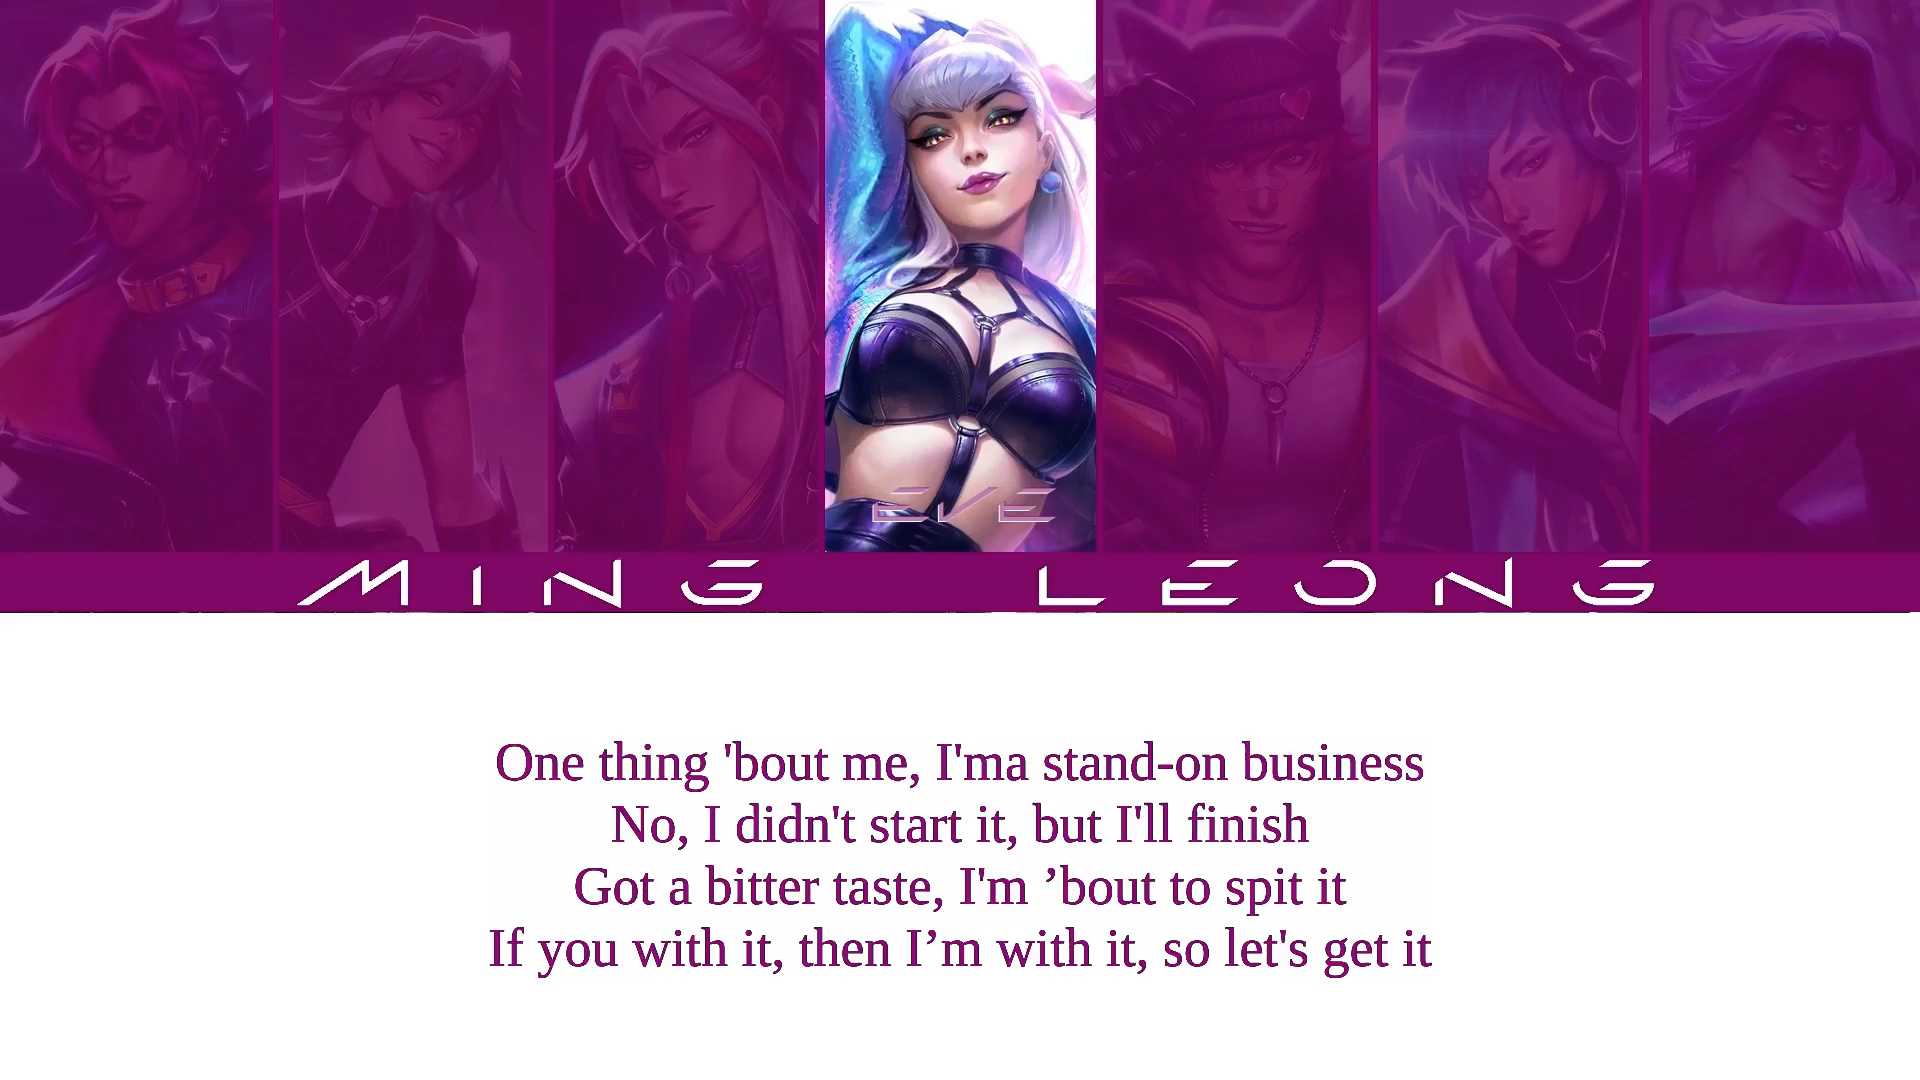 EVE
MING LEONG
One thing 'bout me, I'ma stand-on business
No, I didn't start it, but I'll finish
Got a bitter taste, I'm ’bout to spit it
If you with it, then I’m with it, so let's get it